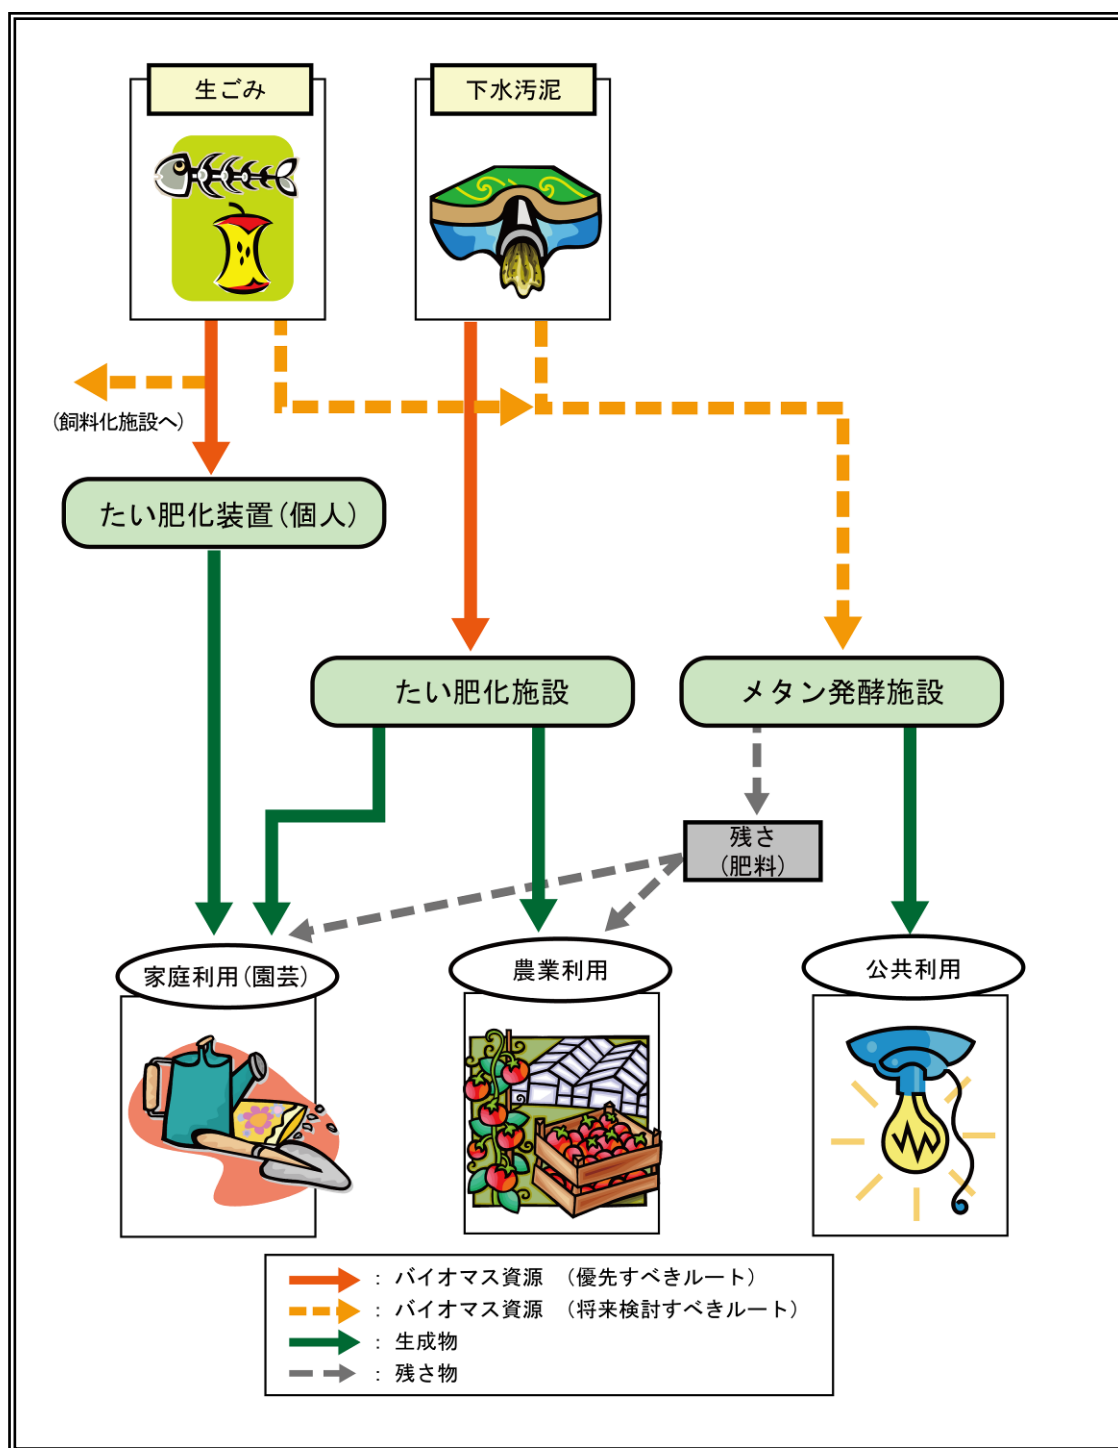 生ごみ
下水汚泥
(飼料化施設へ)
たい肥化装置(個人)
たい肥化施設
メタン発酵施設
残さ
(肥料)
家庭利用(園芸)
農業利用
公共利用
: バイオマス資源 (優先すべきルート)
: バイオマス資源 (将来検討すべきルート)
: 生成物
: 残さ物